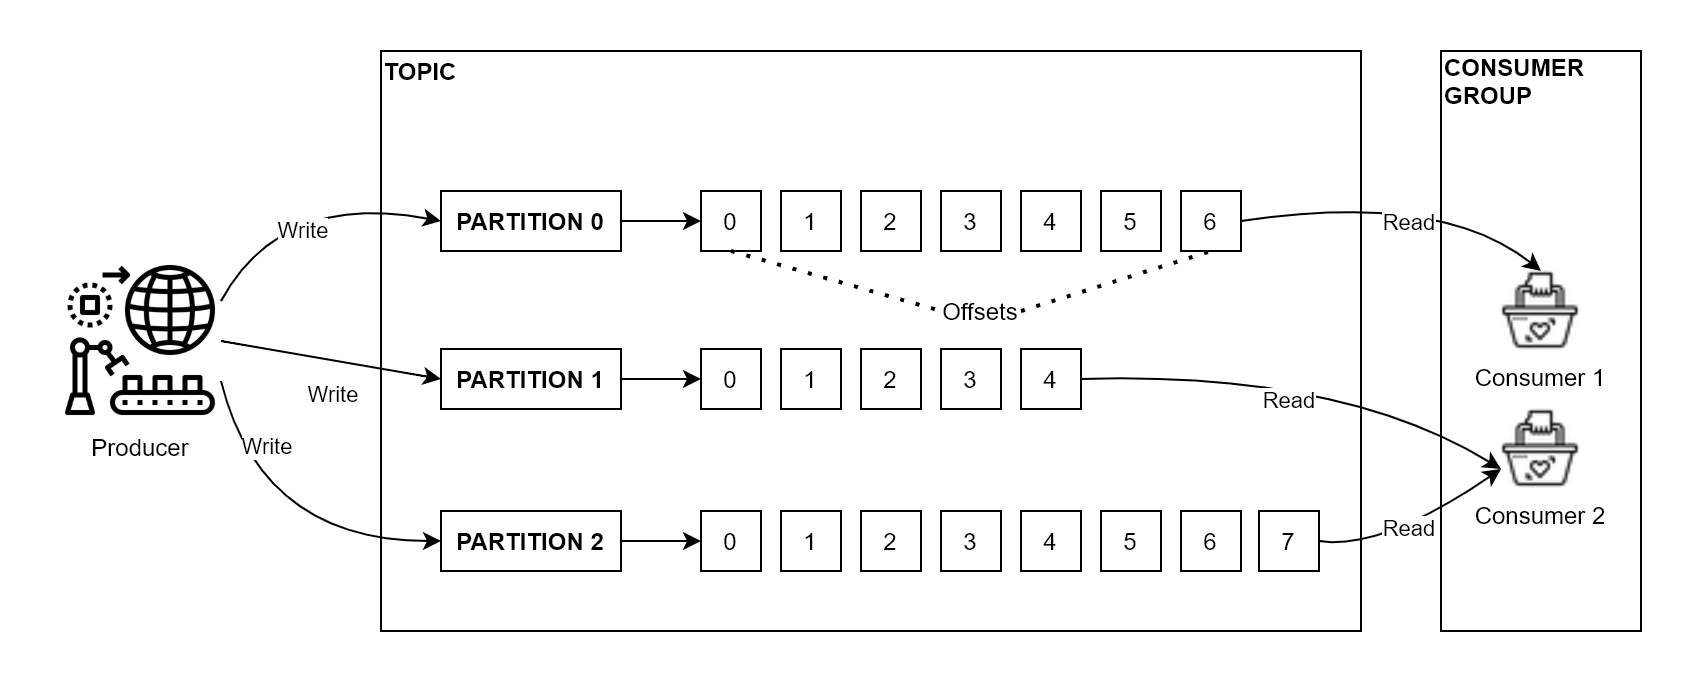 TOPIC
CONSUMER
GROUP
Write
PARTITION 0
0 1 2 3 4 5 6
Read
Offsets
Write
PARTITION 1
0 1 2 3 4
Read
Consumer 1
Producer
Write
PARTITION 2
0 1 2 3 4 5 6 7
Read
Consumer 2